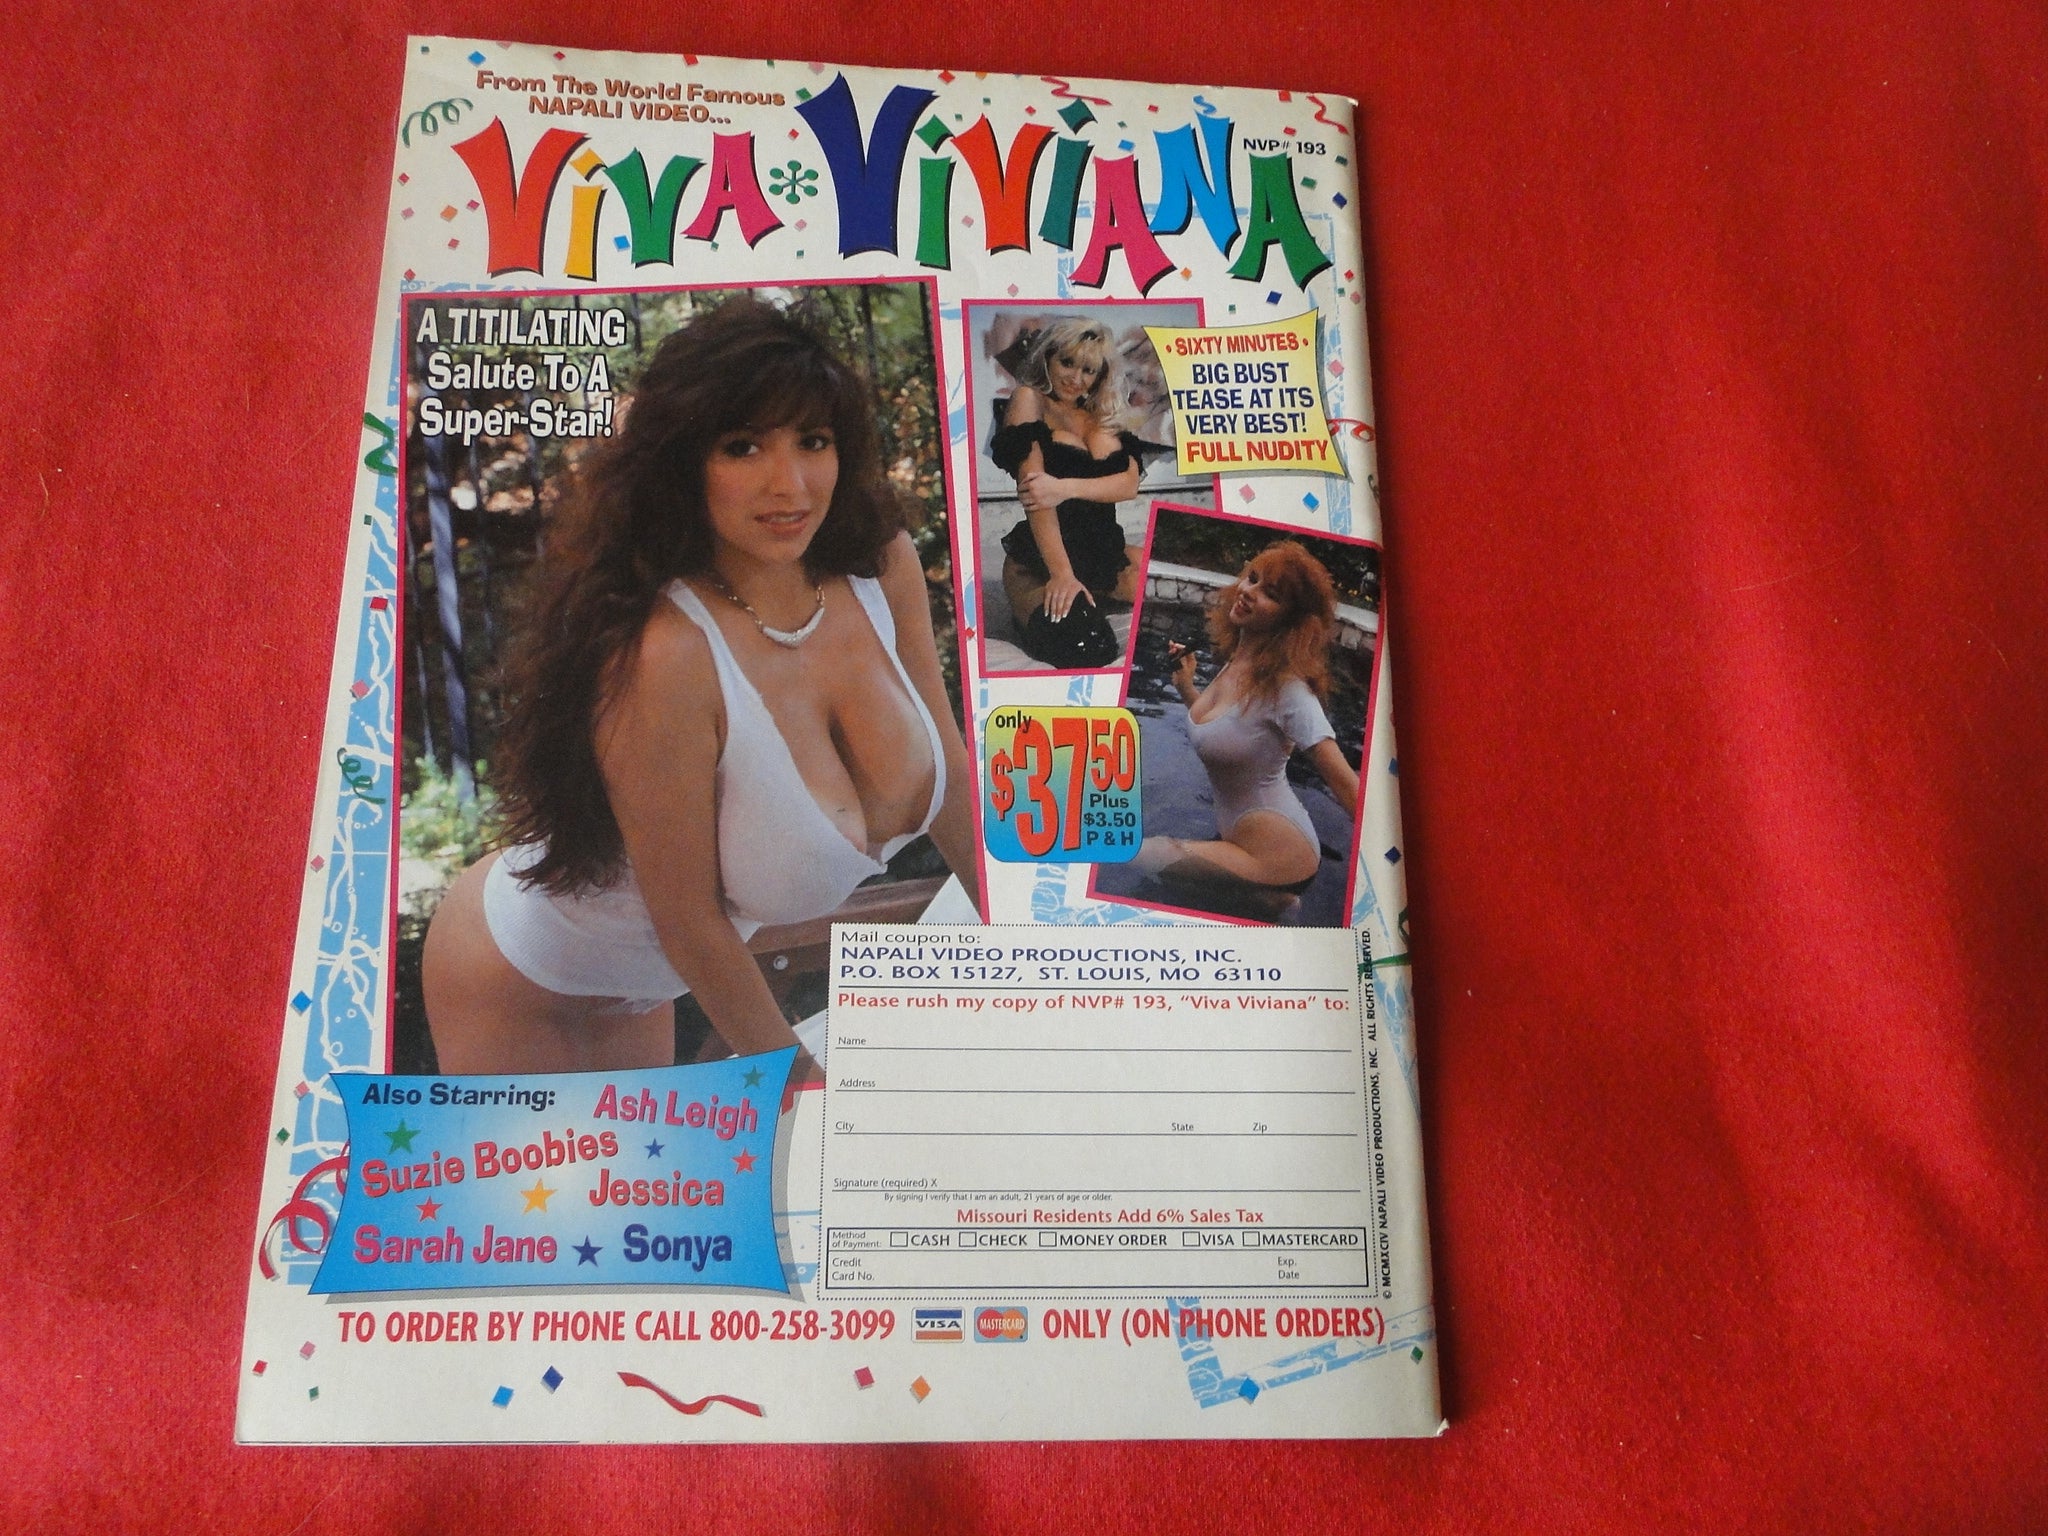 From The World Famous
NAPALI VIDEO...
VIVA*VIVIANA
NVP# 193
A TITILATING
Salute To A
Super-Star!
• SIXTY MINUTES •
BIG BUST
TEASE AT ITS
VERY BEST!
FULL NUDITY
only
$37.50
Plus
$3.50
P & H
Mail coupon to:
NAPALI VIDEO PRODUCTIONS, INC.
P.O. BOX 15127, ST. LOUIS, MO 63110
Please rush my copy of NVP# 193, "Viva Viviana" to:
Name
Address
City State Zip
Signature (required) X
By signing I verify that I am an adult, 21 years of age or older.
Missouri Residents Add 6% Sales Tax
Method
of Payment: CASH CHECK MONEY ORDER VISA MASTERCARD
Credit
Card No.
Exp.
Date
© MCMXCIV NAPALI VIDEO PRODUCTIONS, INC. ALL RIGHTS RESERVED.
Also Starring:
Ash Leigh
Suzie Boobies
Jessica
Sarah Jane
Sonya
TO ORDER BY PHONE CALL 800-258-3099 VISA MASTERCARD ONLY (ON PHONE ORDERS)